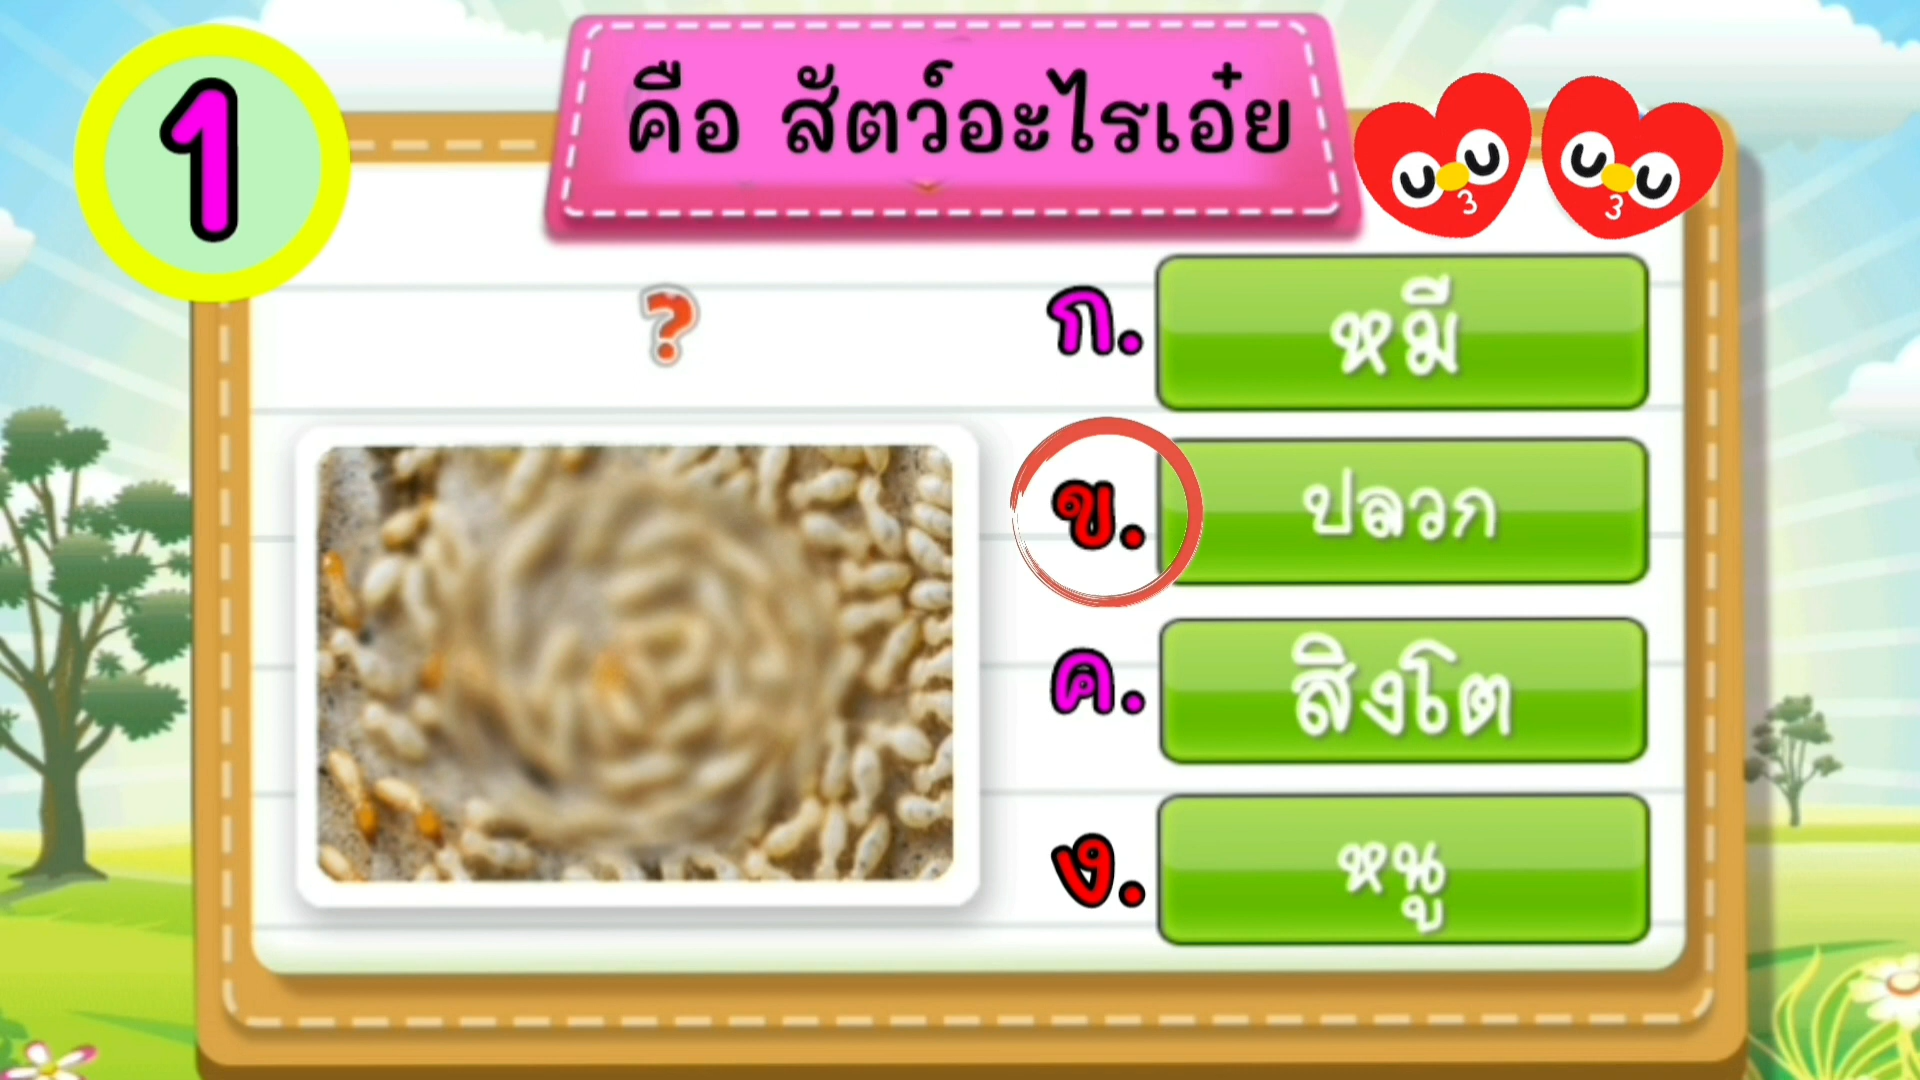 1
คือ สัตว์อะไรเอ๋ย
?
ก. หมี
ข. ปลวก
ค. สิงโต
ง. หนู